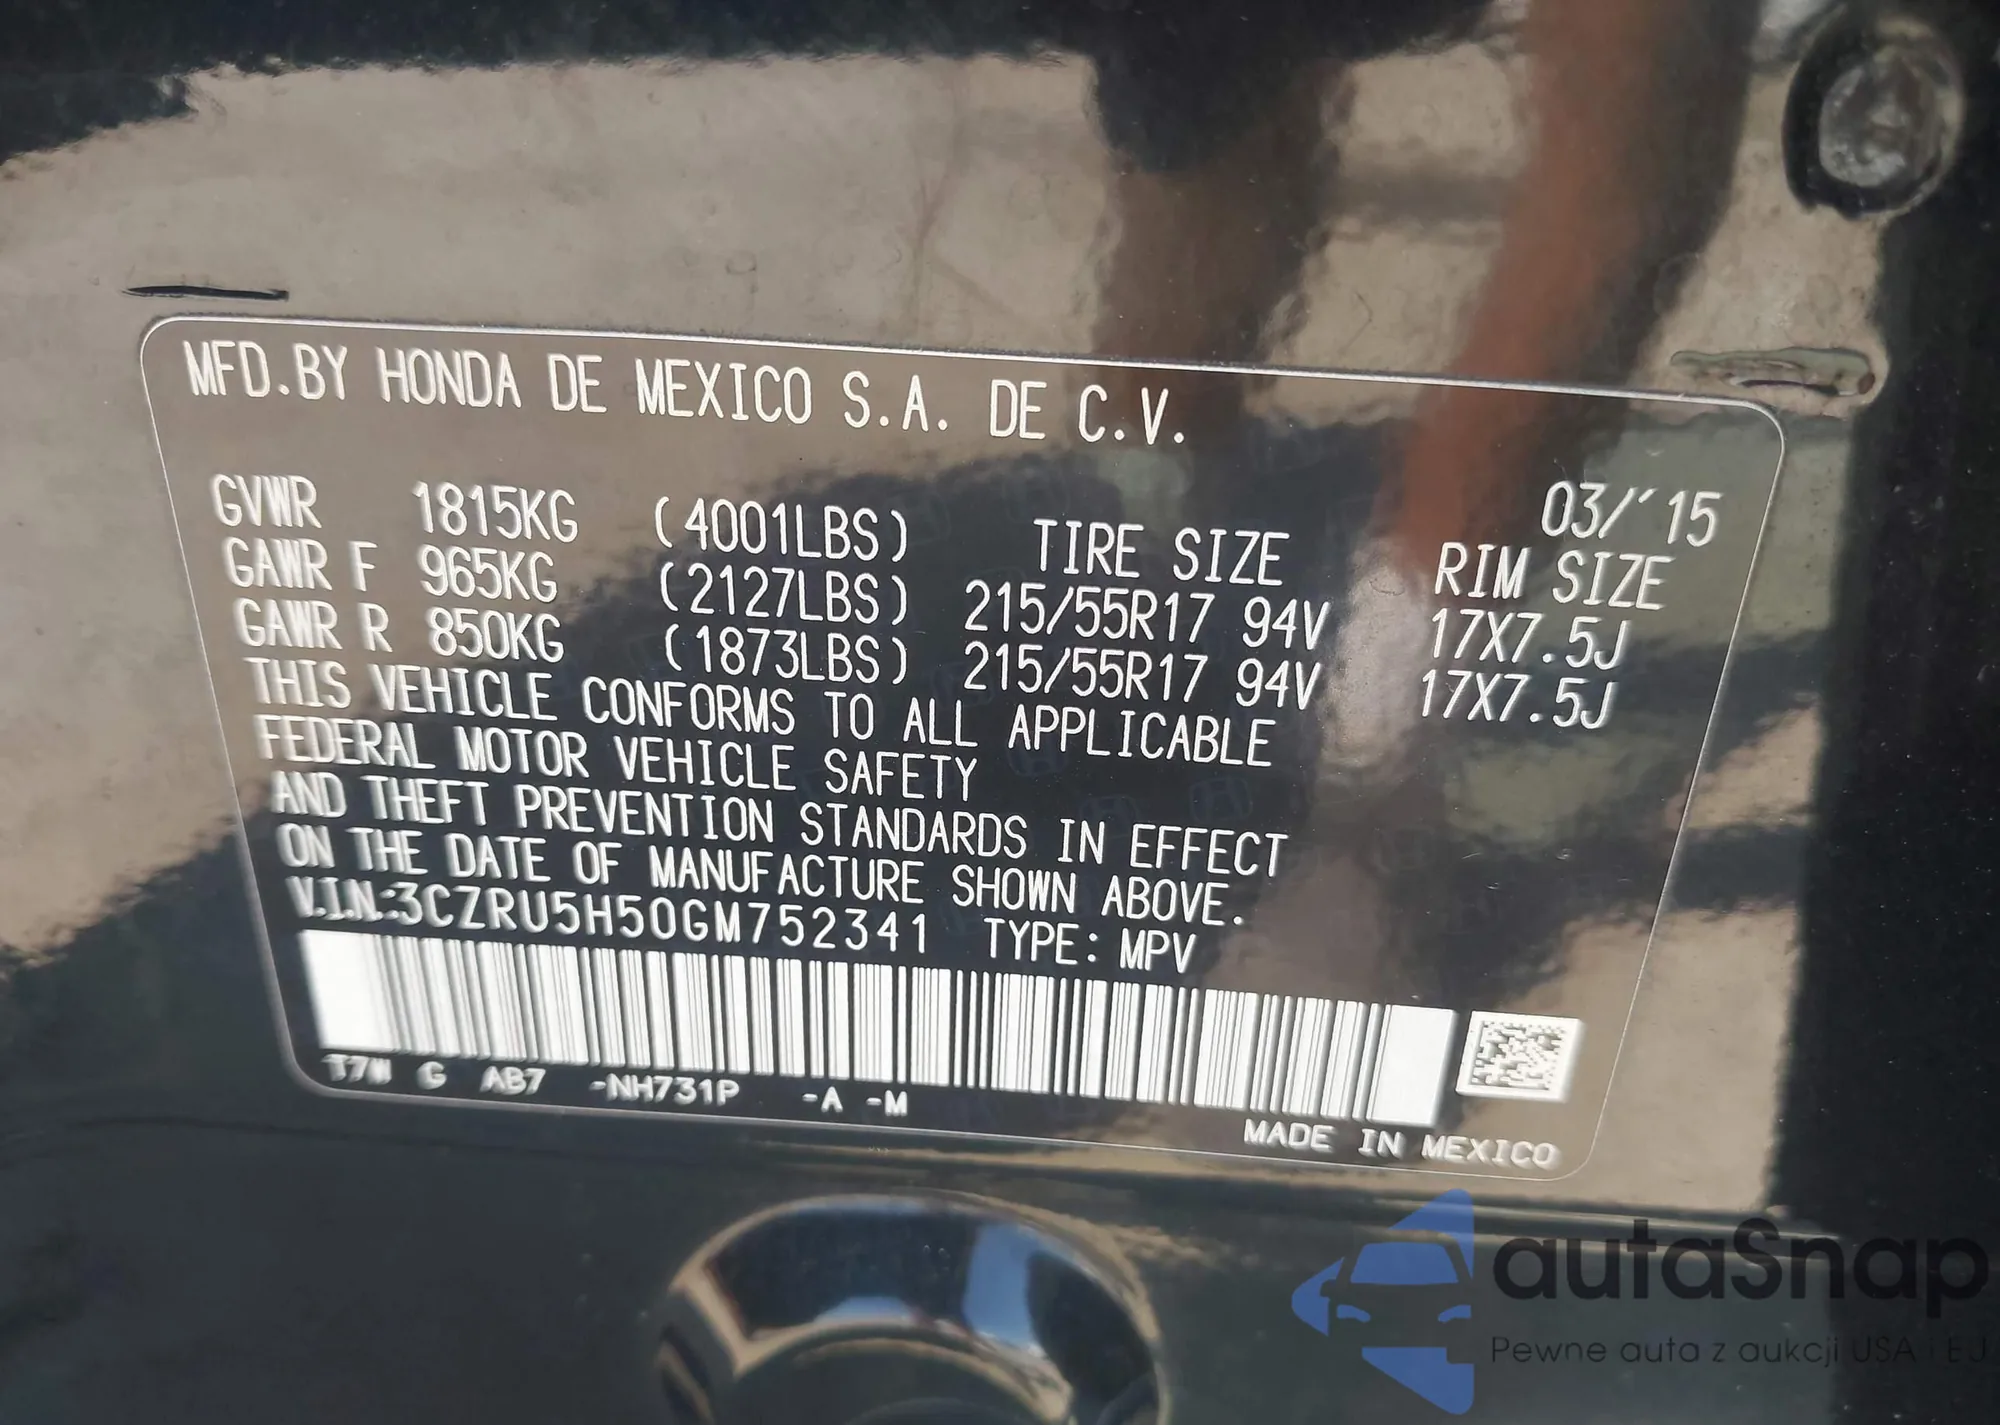 MFD.BY HONDA DE MEXICO S.A. DE C.V.
03/´15
GVWR 1815KG (4001LBS) TIRE SIZE RIM SIZE
GAWR F 965KG (2127LBS) 215/55R17 94V 17X7.5J
GAWR R 850KG (1873LBS) 215/55R17 94V 17X7.5J
THIS VEHICLE CONFORMS TO ALL APPLICABLE
FEDERAL MOTOR VEHICLE SAFETY
AND THEFT PREVENTION STANDARDS IN EFFECT
ON THE DATE OF MANUFACTURE SHOWN ABOVE.
V.I.N.:3CZRU5H50GM752341 TYPE: MPV
T7W G AB7 -NH731P -A -M
MADE IN MEXICO
autaSnap
Pewne auta z aukcji USA i EU